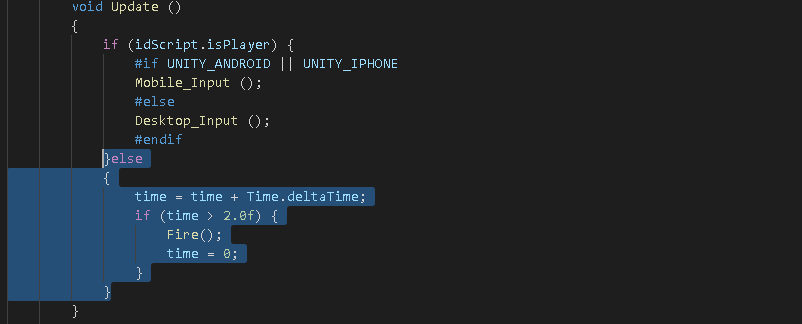 void Update ()
{
if (idScript.isPlayer) {
#if UNITY_ANDROID || UNITY_IPHONE
Mobile_Input ();
#else
Desktop_Input ();
#endif
}else
{
time = time + Time.deltaTime;
if (time > 2.0f) {
Fire();
time = 0;
}
}
}